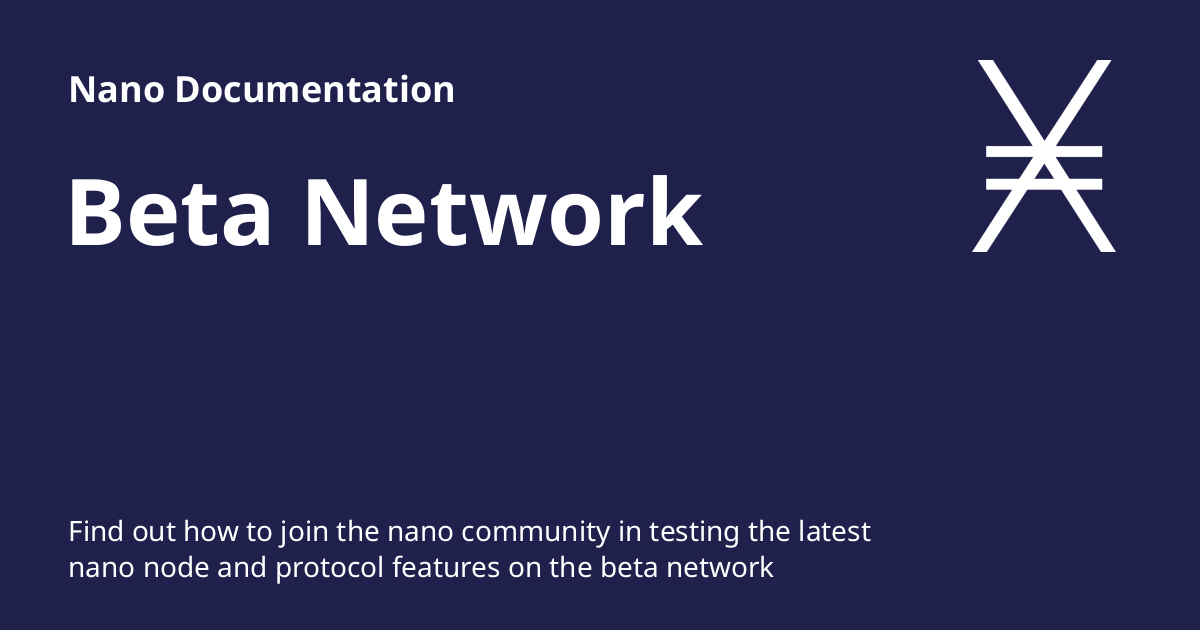 Nano Documentation
Beta Network
Find out how to join the nano community in testing the latest
nano node and protocol features on the beta network